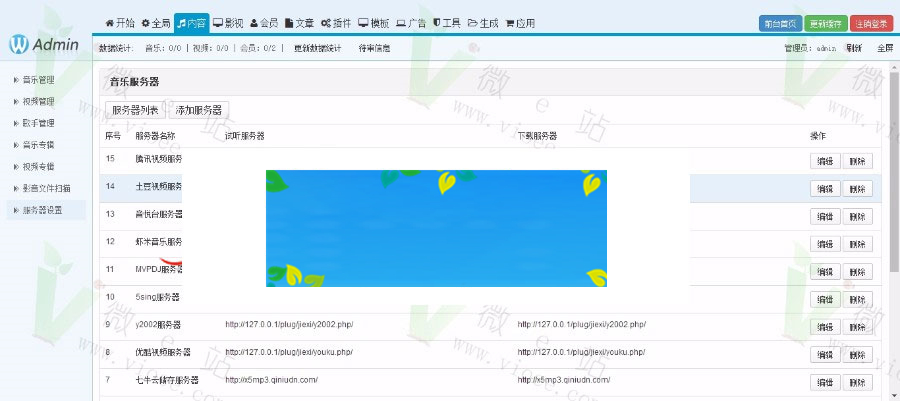 开始 全局 内容 影视 会员 文章 插件 模板 广告 工具 生成 应用
前台首页 更新缓存 注销登录
Admin
数据统计: 音乐: 0/0 | 视频: 0/0 | 会员: 0/2 | 更新数据统计 待审信息
管理员: admin 刷新 全屏
音乐管理
视频管理
歌手管理
音乐专辑
视频专辑
影音文件扫描
服务器设置
音乐服务器
服务器列表 添加服务器
序号 服务器名称 试听服务器 下载服务器 操作
15 腾讯视频服务 编辑 删除
14 土豆视频服务 编辑 删除
13 音悦台服务器 编辑 删除
12 虾米音乐服务 编辑 删除
11 MVPDJ服务器 编辑 删除
10 5sing服务器 编辑 删除
9 y2002服务器 http://127.0.0.1/plug/jiexi/y2002.php/ http://127.0.0.1/plug/jiexi/y2002.php/ 编辑 删除
8 优酷视频服务器 http://127.0.0.1/plug/jiexi/youku.php/ http://127.0.0.1/plug/jiexi/youku.php/ 编辑 删除
7 七牛云储存服务器 http://x5mp3.qiniudn.com/ http://x5mp3.qiniudn.com/ 编辑 删除
微e站